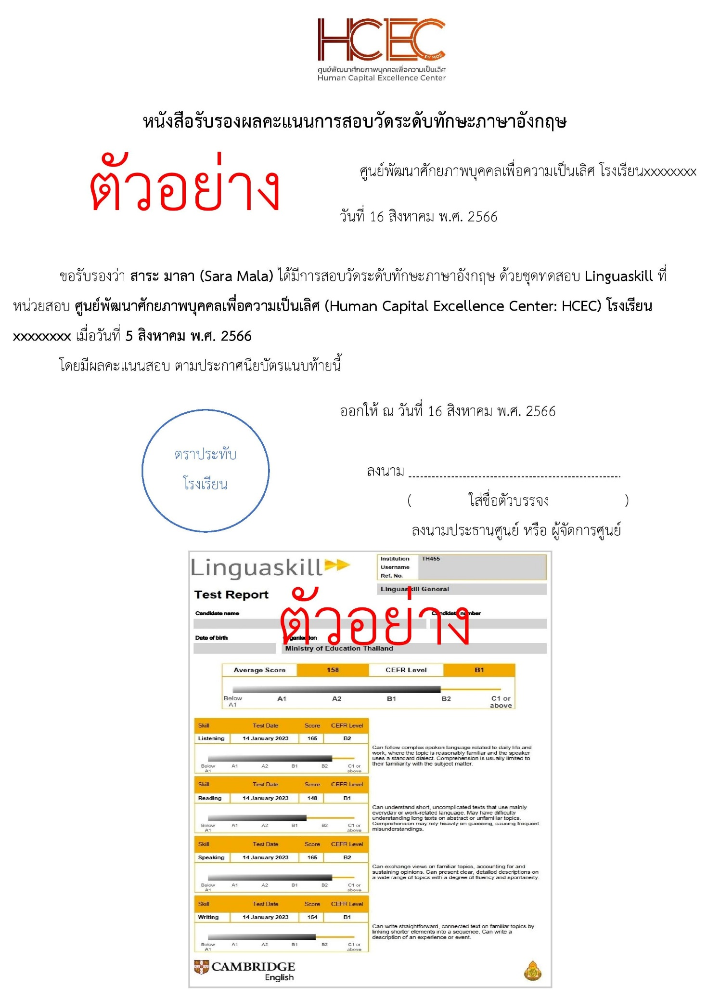 HCEC
BY MOE
ศูนย์พัฒนาศักยภาพบุคคลเพื่อความเป็นเลิศ
Human Capital Excellence Center
หนังสือรับรองผลคะแนนการสอบวัดระดับทักษะภาษาอังกฤษ
ตัวอย่าง
ศูนย์พัฒนาศักยภาพบุคคลเพื่อความเป็นเลิศ โรงเรียนxxxxxxxx
วันที่ 16 สิงหาคม พ.ศ. 2566
ขอรับรองว่า สาระ มาลา (Sara Mala) ได้มีการสอบวัดระดับทักษะภาษาอังกฤษ ด้วยชุดทดสอบ Linguaskill ที่
หน่วยสอบ ศูนย์พัฒนาศักยภาพบุคคลเพื่อความเป็นเลิศ (Human Capital Excellence Center: HCEC) โรงเรียน
xxxxxxxx เมื่อวันที่ 5 สิงหาคม พ.ศ. 2566
โดยมีผลคะแนนสอบ ตามประกาศนียบัตรแนบท้ายนี้
ออกให้ ณ วันที่ 16 สิงหาคม พ.ศ. 2566
ตราประทับ
โรงเรียน
ลงนาม
( ใส่ชื่อตัวบรรจง )
ลงนามประธานศูนย์ หรือ ผู้จัดการศูนย์
Linguaskill
Institution TH455
Username
Ref. No.
Linguaskill General
Test Report
ตัวอย่าง
Candidate name Candidate number
Date of birth Organisation
Ministry of Education Thailand
Average Score 158 CEFR Level B1
Below A1 A1 A2 B1 B2 C1 or above
Skill Test Date Score CEFR Level
Listening 14 January 2023 165 B2
Can follow complex spoken language related to daily life and
work, where the topic is reasonably familiar and the speaker
uses a standard dialect. Comprehension is usually limited to
their familiarity with the subject matter.
Below A1 A1 A2 B1 B2 C1 or above
Skill Test Date Score CEFR Level
Reading 14 January 2023 148 B1
Can understand short, uncomplicated texts that use mainly
everyday or work-related language. May have difficulty
understanding long texts on abstract or unfamiliar topics.
Comprehension may rely heavily on guessing, causing frequent
misunderstandings.
Below A1 A1 A2 B1 B2 C1 or above
Skill Test Date Score CEFR Level
Speaking 14 January 2023 165 B2
Can exchange views on familiar topics, accounting for and
sustaining opinions. Can present clear, detailed descriptions on
a wide range of topics with a degree of fluency and spontaneity.
Below A1 A1 A2 B1 B2 C1 or above
Skill Test Date Score CEFR Level
Writing 14 January 2023 154 B1
Can write straightforward, connected text on familiar topics by
linking shorter elements into a sequence. Can write a
description of an experience or event.
Below A1 A1 A2 B1 B2 C1 or above
CAMBRIDGE
English